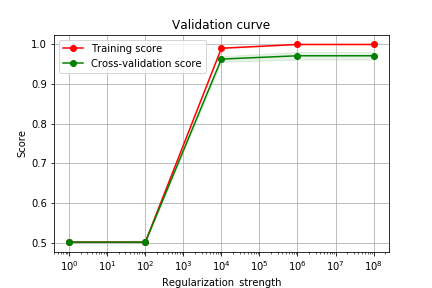 Validation curve
1.0
0.9
0.8
0.7
0.6
0.5
Score
Training score
Cross-validation score
10^0 10^1 10^2 10^3 10^4 10^5 10^6 10^7 10^8
Regularization strength